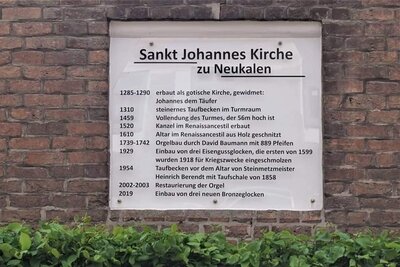 Sankt Johannes Kirche
zu Neukalen
1285-1290 erbaut als gotische Kirche, gewidmet:
Johannes dem Täufer
1310 steinernes Taufbecken im Turmraum
1459 Vollendung des Turmes, der 56m hoch ist
1520 Kanzel im Renaissancestil erbaut
1610 Altar im Renaissancestil aus Holz geschnitzt
1739-1742 Orgelbau durch David Baumann mit 889 Pfeifen
1929 Einbau von drei Eisengussglocken, die ersten von 1599
wurden 1918 für Kriegszwecke eingeschmolzen
1954 Taufbecken vor dem Altar von Steinmetzmeister
Heinrich Berendt mit Taufschale von 1858
2002-2003 Restaurierung der Orgel
2019 Einbau von drei neuen Bronzeglocken